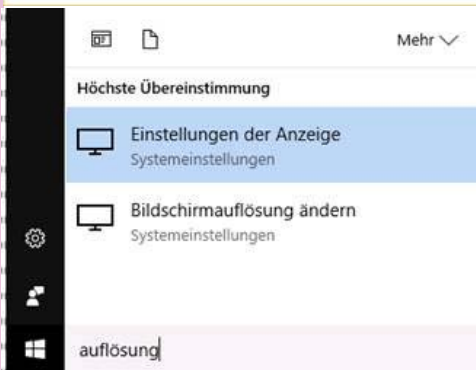 Mehr
Höchste Übereinstimmung
Einstellungen der Anzeige
Systemeinstellungen
Bildschirmauflösung ändern
Systemeinstellungen
auflösung